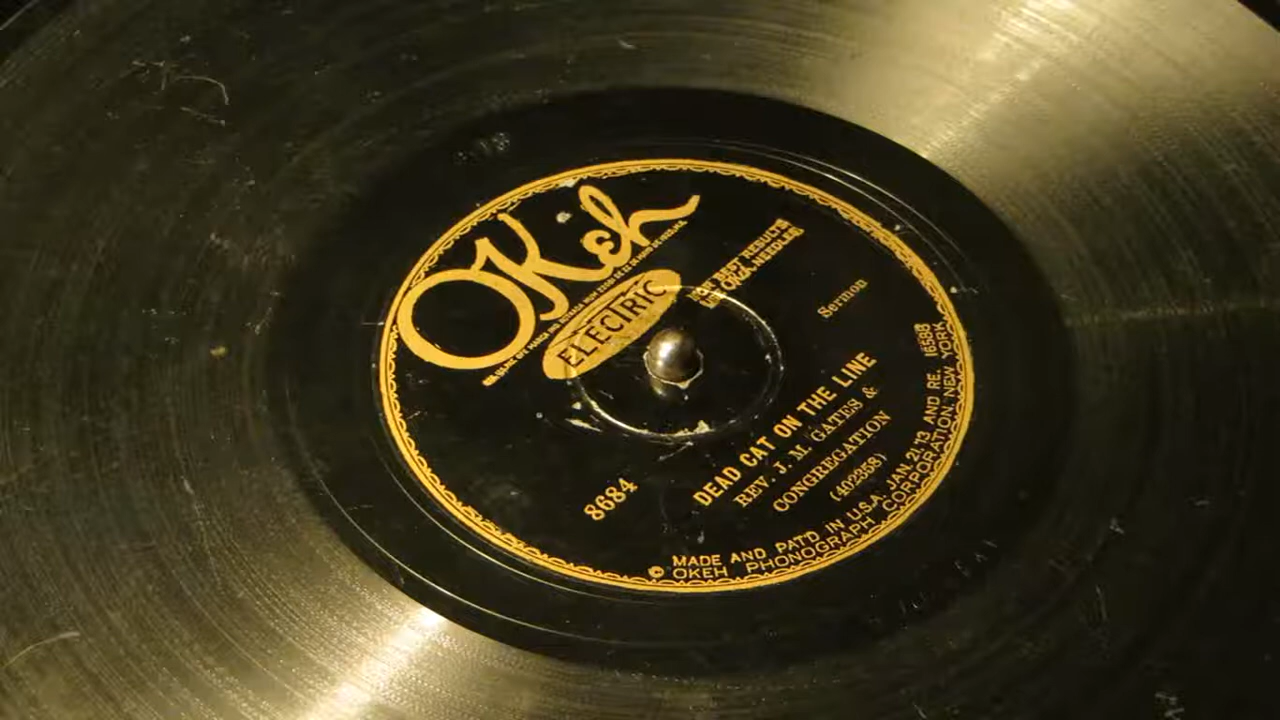 OKeh
ELECTRIC
FOR BEST RESULTS
USE OKEH NEEDLES
Sermon
8684
DEAD CAT ON THE LINE
REV. J. M. GATES &
CONGREGATION
(402358)
MADE AND PAT'D IN U.S.A. JAN. 21, '13 AND RE. 16588
© OKEH PHONOGRAPH CORPORATION, NEW YORK